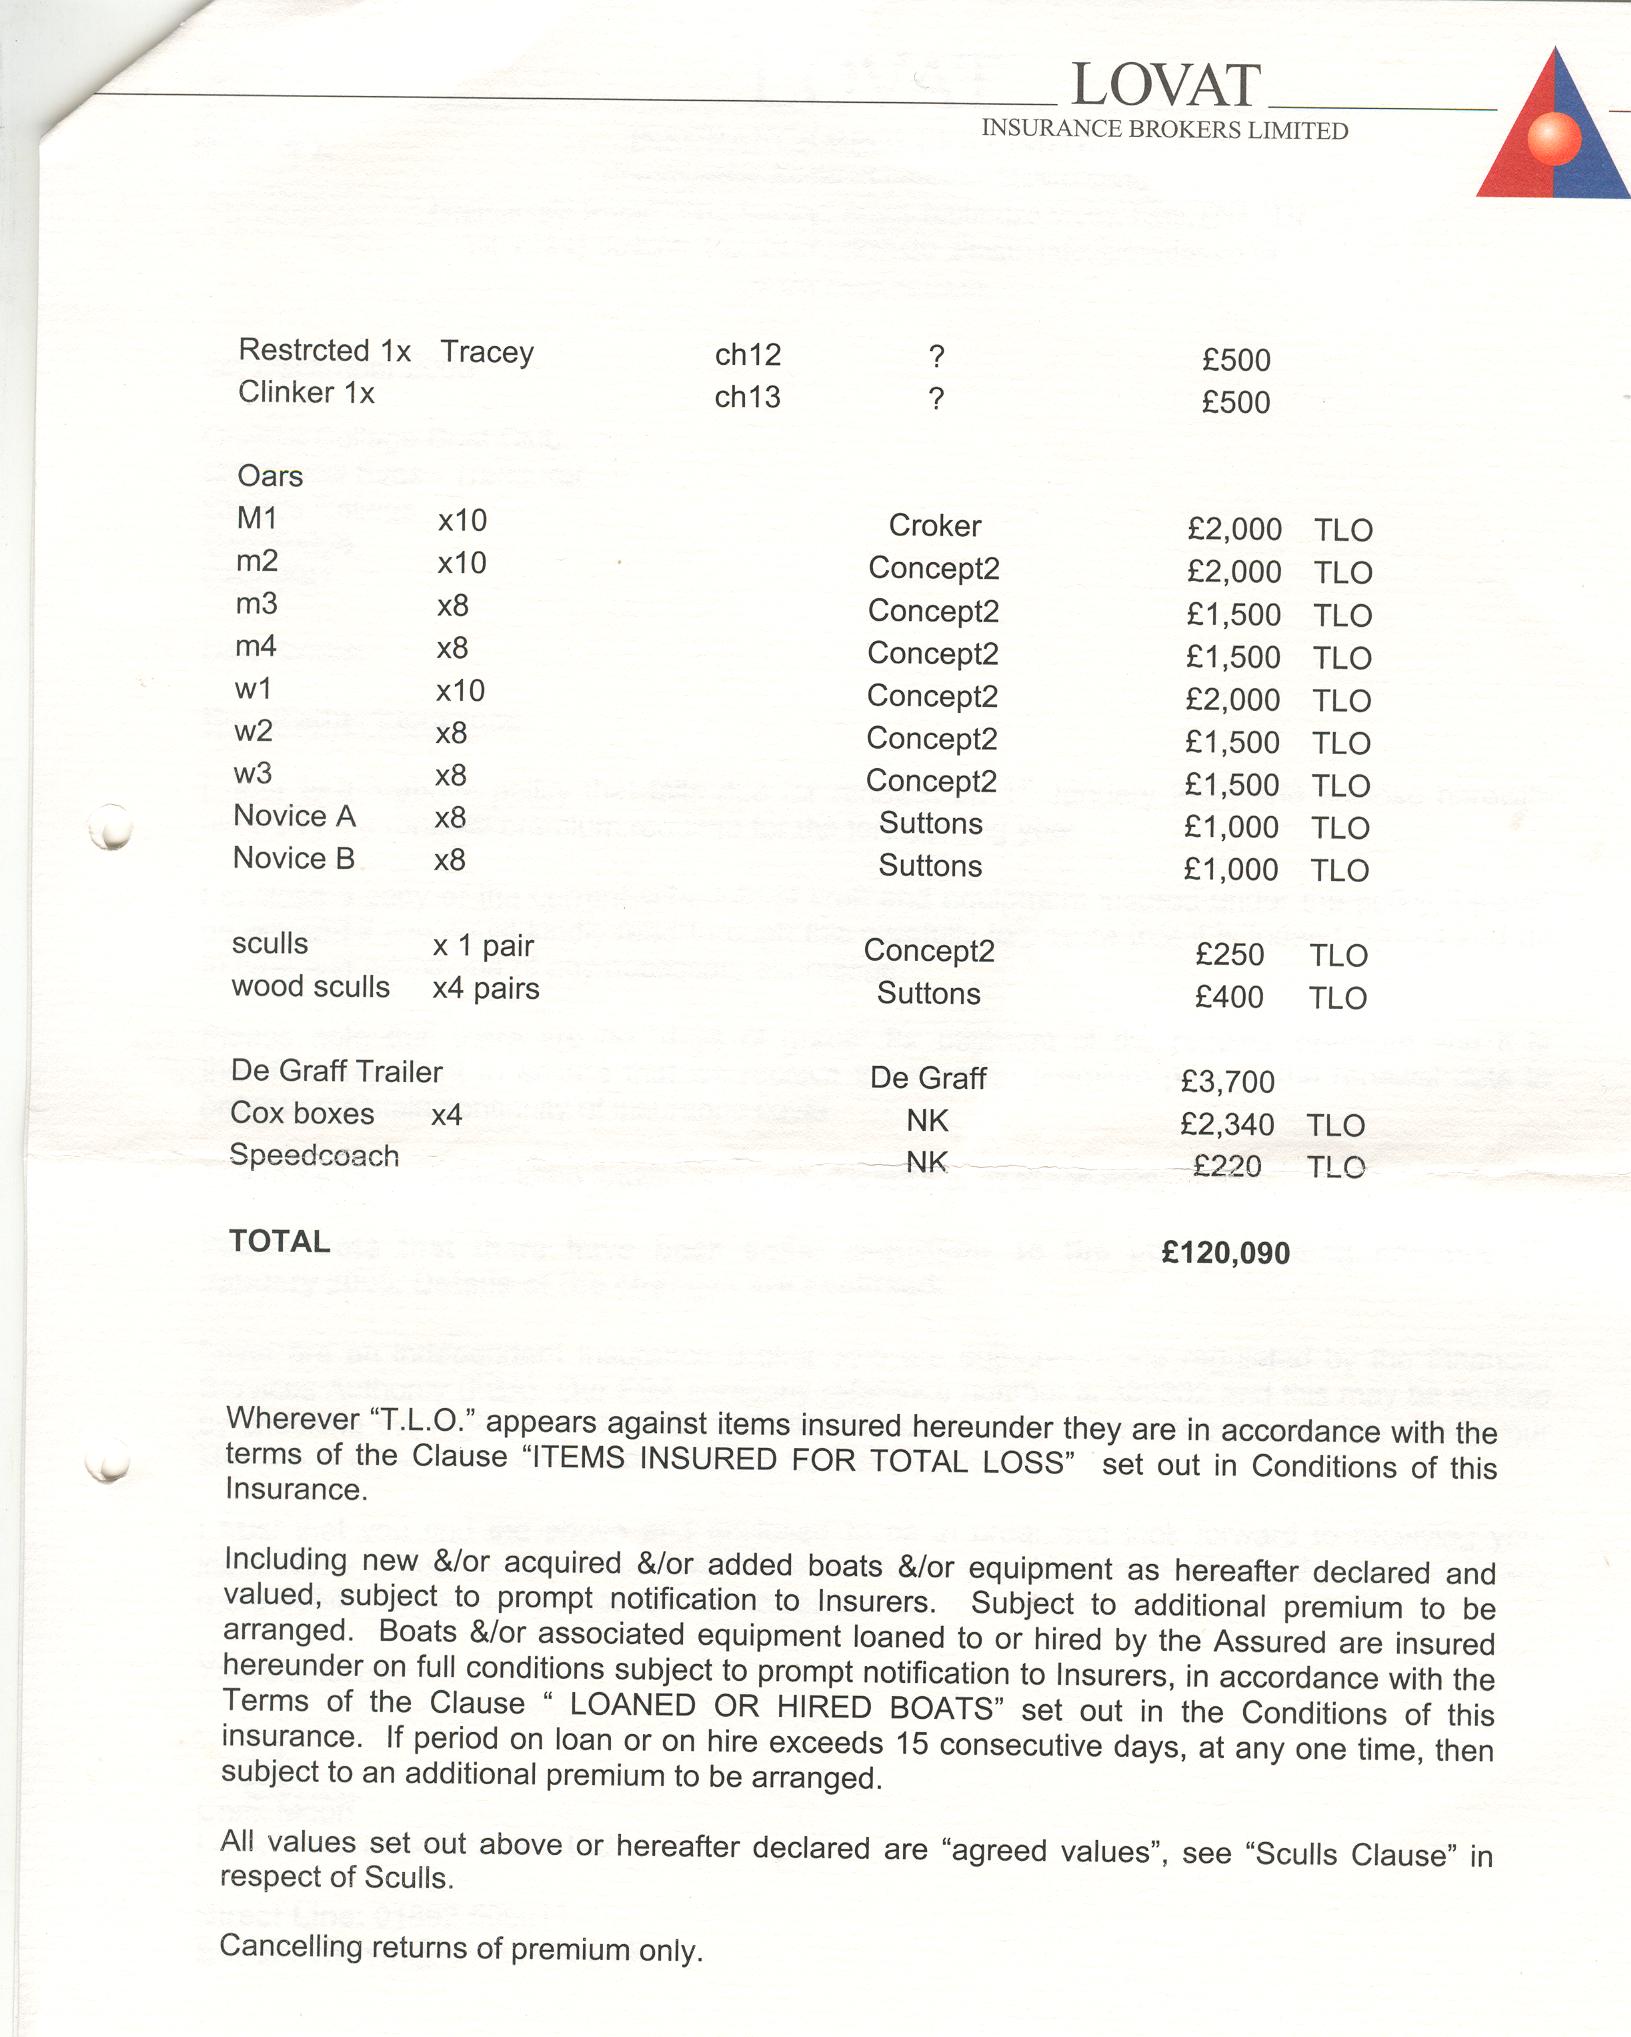 LOVAT
INSURANCE BROKERS LIMITED
Restrcted 1x Tracey ch12 ? £500
Clinker 1x ch13 ? £500
Oars
M1 x10 Croker £2,000 TLO
m2 x10 Concept2 £2,000 TLO
m3 x8 Concept2 £1,500 TLO
m4 x8 Concept2 £1,500 TLO
w1 x10 Concept2 £2,000 TLO
w2 x8 Concept2 £1,500 TLO
w3 x8 Concept2 £1,500 TLO
Novice A x8 Suttons £1,000 TLO
Novice B x8 Suttons £1,000 TLO
sculls x 1 pair Concept2 £250 TLO
wood sculls x4 pairs Suttons £400 TLO
De Graff Trailer De Graff £3,700
Cox boxes x4 NK £2,340 TLO
Speedcoach NK £220 TLO
TOTAL £120,090
Wherever “T.L.O.” appears against items insured hereunder they are in accordance with the
terms of the Clause “ITEMS INSURED FOR TOTAL LOSS” set out in Conditions of this
Insurance.
Including new &/or acquired &/or added boats &/or equipment as hereafter declared and
valued, subject to prompt notification to Insurers. Subject to additional premium to be
arranged. Boats &/or associated equipment loaned to or hired by the Assured are insured
hereunder on full conditions subject to prompt notification to Insurers, in accordance with the
Terms of the Clause “ LOANED OR HIRED BOATS” set out in the Conditions of this
insurance. If period on loan or on hire exceeds 15 consecutive days, at any one time, then
subject to an additional premium to be arranged.
All values set out above or hereafter declared are “agreed values”, see “Sculls Clause” in
respect of Sculls.
Cancelling returns of premium only.